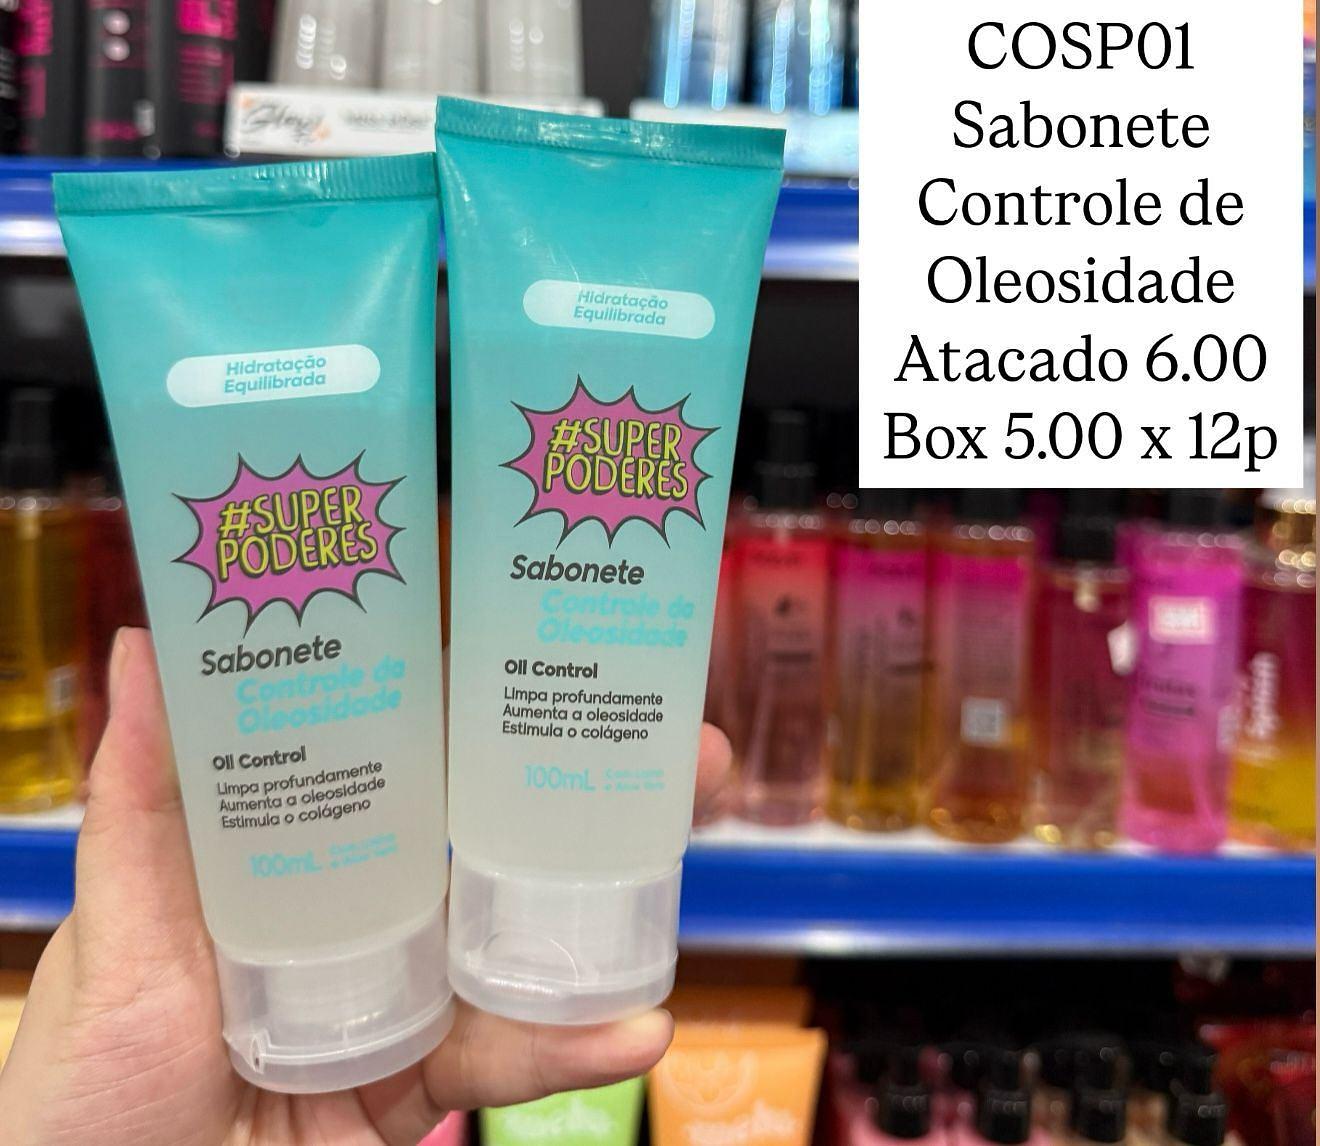 COSP01
Sabonete
Controle de
Oleosidade
Atacado 6.00
Box 5.00 x 12p
Hidratação
Equilibrada
#SUPER
PODERES
Sabonete
Controle da
Oleosidade
Oil Control
Limpa profundamente
Aumenta a oleosidade
Estimula o colágeno
100mL
Hidratação
Equilibrada
#SUPER
PODERES
Sabonete
Controle da
Oleosidade
Oil Control
Limpa profundamente
Aumenta a oleosidade
Estimula o colágeno
100mL